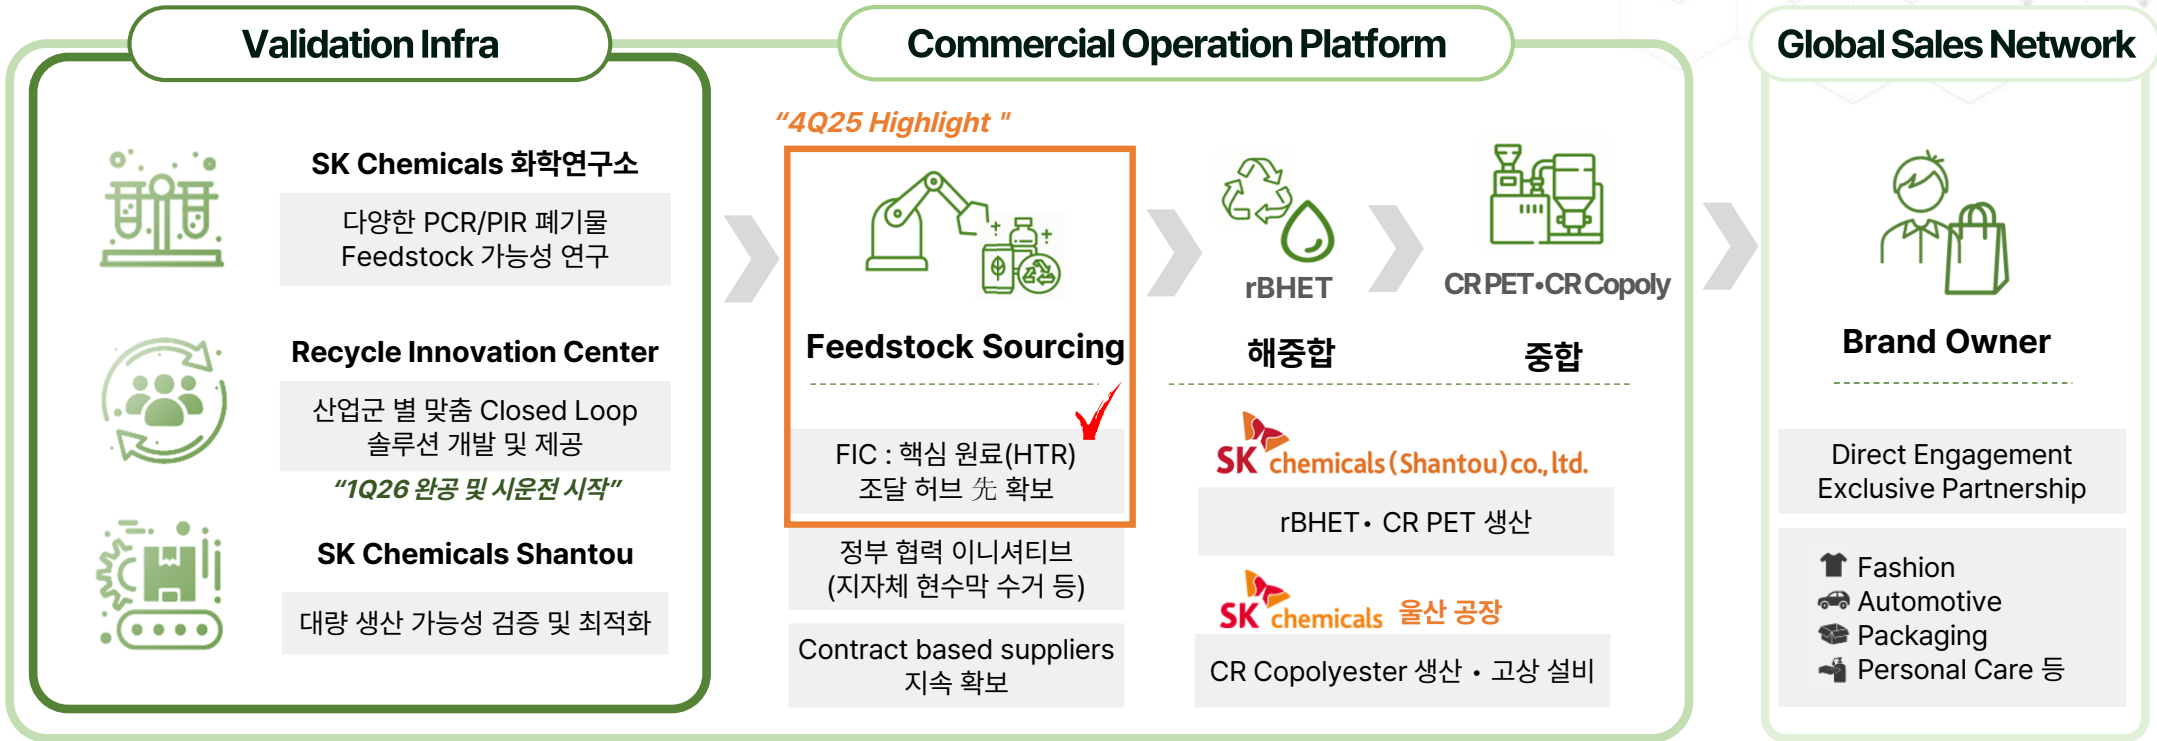 Validation Infra
SK Chemicals 화학연구소
다양한 PCR/PIR 폐기물
Feedstock 가능성 연구
Recycle Innovation Center
산업군 별 맞춤 Closed Loop
솔루션 개발 및 제공
“1Q26 완공 및 시운전 시작”
SK Chemicals Shantou
대량 생산 가능성 검증 및 최적화
Commercial Operation Platform
“4Q25 Highlight "
Feedstock Sourcing
FIC : 핵심 원료(HTR)
조달 허브 先 확보
정부 협력 이니셔티브
(지자체 현수막 수거 등)
Contract based suppliers
지속 확보
rBHET
해중합
CR PET•CR Copoly
중합
SK chemicals (Shantou) co., ltd.
rBHET• CR PET 생산
SK chemicals 울산 공장
CR Copolyester 생산 • 고상 설비
Global Sales Network
Brand Owner
Direct Engagement
Exclusive Partnership
Fashion
Automotive
Packaging
Personal Care 등